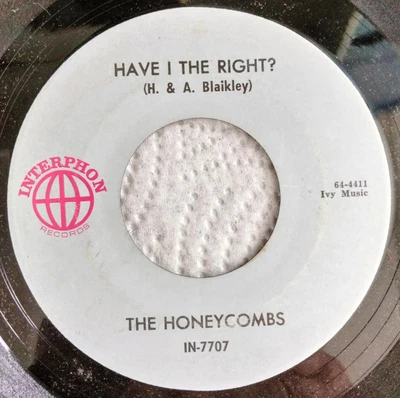 HAVE I THE RIGHT?
(H. & A. Blaikley)
INTERPHON
RECORDS
64-4411
Ivy Music
THE HONEYCOMBS
IN-7707